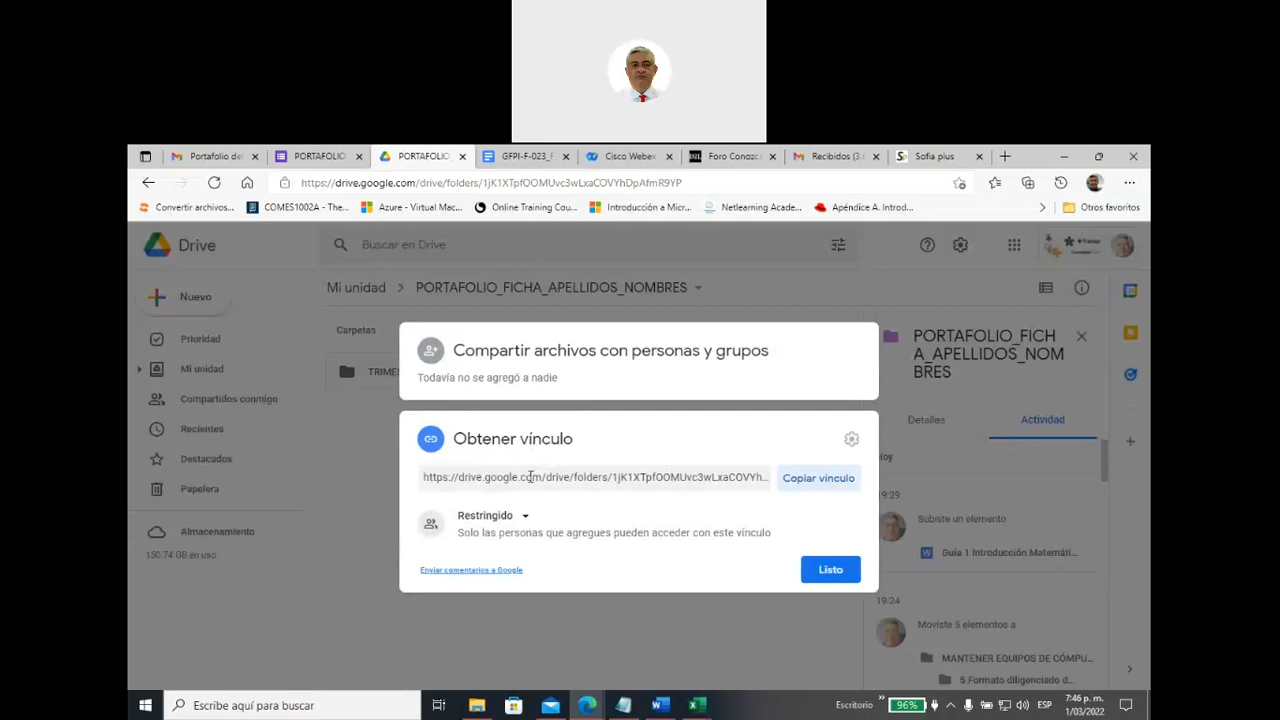 Portafolio de
PORTAFOLIO
PORTAFOLIO
GFPI-F-023_F
Cisco Webex
Foro Conozca
Recibidos (3.
Sofia plus
https://drive.google.com/drive/folders/1jK1XTpfOOMUvc3wLxaCOVYhDpAfmR9YP
Convertir archivos...
COMES1002A - The...
Azure - Virtual Mac...
Online Training Cou...
Introducción a Micr...
Netlearning Acade...
Apéndice A. Introd...
Otros favoritos
Drive
Buscar en Drive
Nuevo
Mi unidad
PORTAFOLIO_FICHA_APELLIDOS_NOMBRES
Prioridad
Mi unidad
Compartidos conmigo
Recientes
Destacados
Papelera
Almacenamiento
150.74 GB en uso
Carpetas
TRIME
Compartir archivos con personas y grupos
Todavía no se agregó a nadie
Obtener vínculo
https://drive.google.com/drive/folders/1jK1XTpfOOMUvc3wLxaCOVYh...
Copiar vínculo
Restringido
Solo las personas que agregues pueden acceder con este vínculo
Enviar comentarios a Google
Listo
PORTAFOLIO_FICH
A_APELLIDOS_NOM
BRES
Detalles
Actividad
Hoy
19:29
Subiste un elemento
Guía 1 Introducción Matemáti...
19:24
Moviste 5 elementos a
MANTENER EQUIPOS DE CÓMPU...
5 Formato diligenciado d...
Escribe aquí para buscar
Escritorio
96%
ESP
7:46 p. m.
1/03/2022